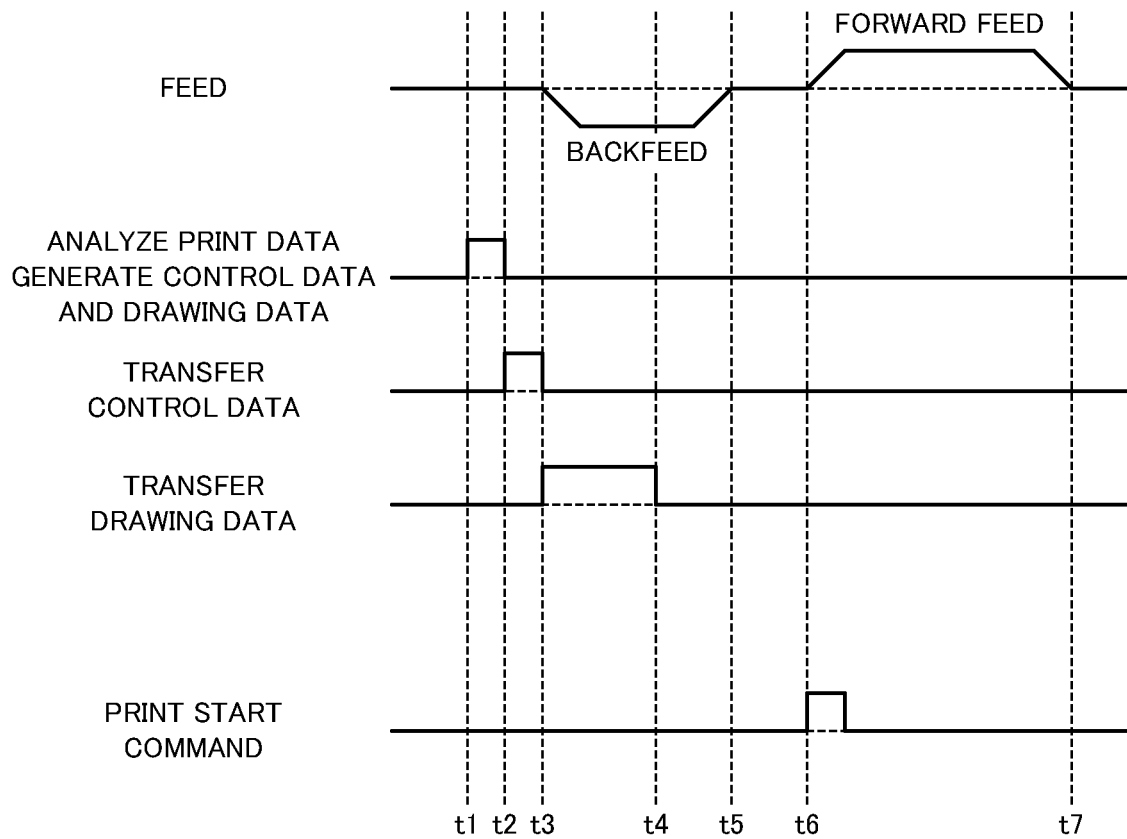 FORWARD FEED
FEED
BACKFEED
ANALYZE PRINT DATA
GENERATE CONTROL DATA
AND DRAWING DATA
TRANSFER
CONTROL DATA
TRANSFER
DRAWING DATA
PRINT START
COMMAND
t1 t2 t3 t4 t5 t6 t7